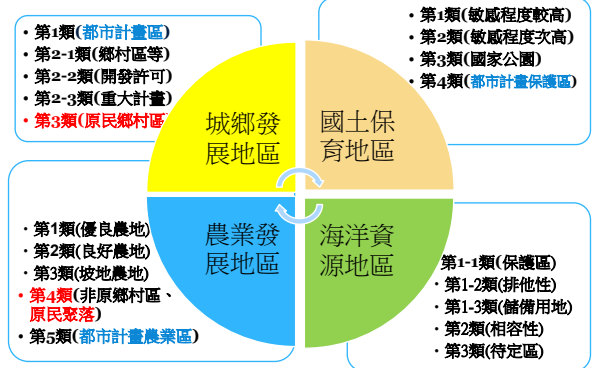 ・第1類(都市計畫區)
・第2-1類(鄉村區等)
・第2-2類(開發許可)
・第2-3類(重大計畫)
・第3類(原民鄉村區)
城鄉發
展地區
・第1類(敏感程度較高)
・第2類(敏感程度次高)
・第3類(國家公園)
・第4類(都市計畫保護區)
國土保
育地區
・第1類(優良農地)
・第2類(良好農地)
・第3類(坡地農地)
・第4類(非原鄉村區、
原民聚落)
・第5類(都市計畫農業區)
農業發
展地區
海洋資
源地區
第1-1類(保護區)
・第1-2類(排他性)
・第1-3類(儲備用地)
・第2類(相容性)
・第3類(待定區)